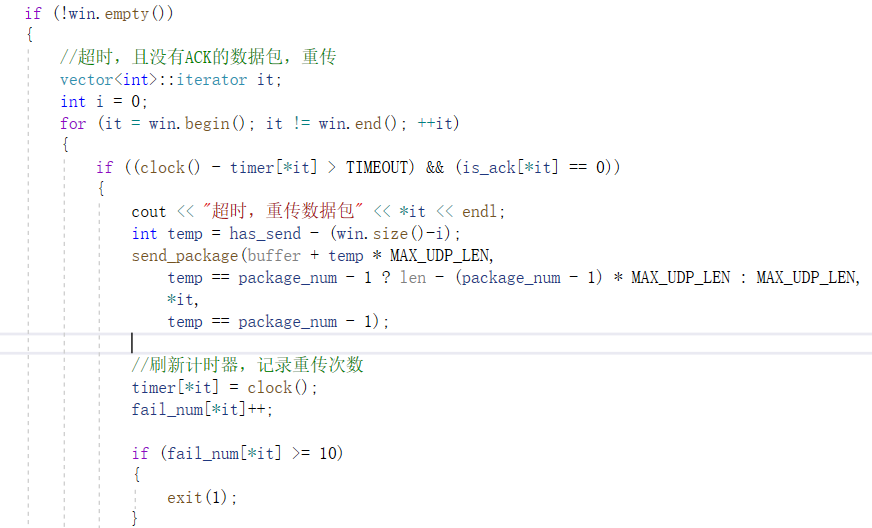 if (!win.empty())
{
//超时，且没有ACK的数据包，重传
vector<int>::iterator it;
int i = 0;
for (it = win.begin(); it != win.end(); ++it)
{
if ((clock() - timer[*it] > TIMEOUT) && (is_ack[*it] == 0))
{
cout << "超时，重传数据包" << *it << endl;
int temp = has_send - (win.size()-i);
send_package(buffer + temp * MAX_UDP_LEN,
temp == package_num - 1 ? len - (package_num - 1) * MAX_UDP_LEN : MAX_UDP_LEN,
*it,
temp == package_num - 1);
//刷新计时器，记录重传次数
timer[*it] = clock();
fail_num[*it]++;
if (fail_num[*it] >= 10)
{
exit(1);
}